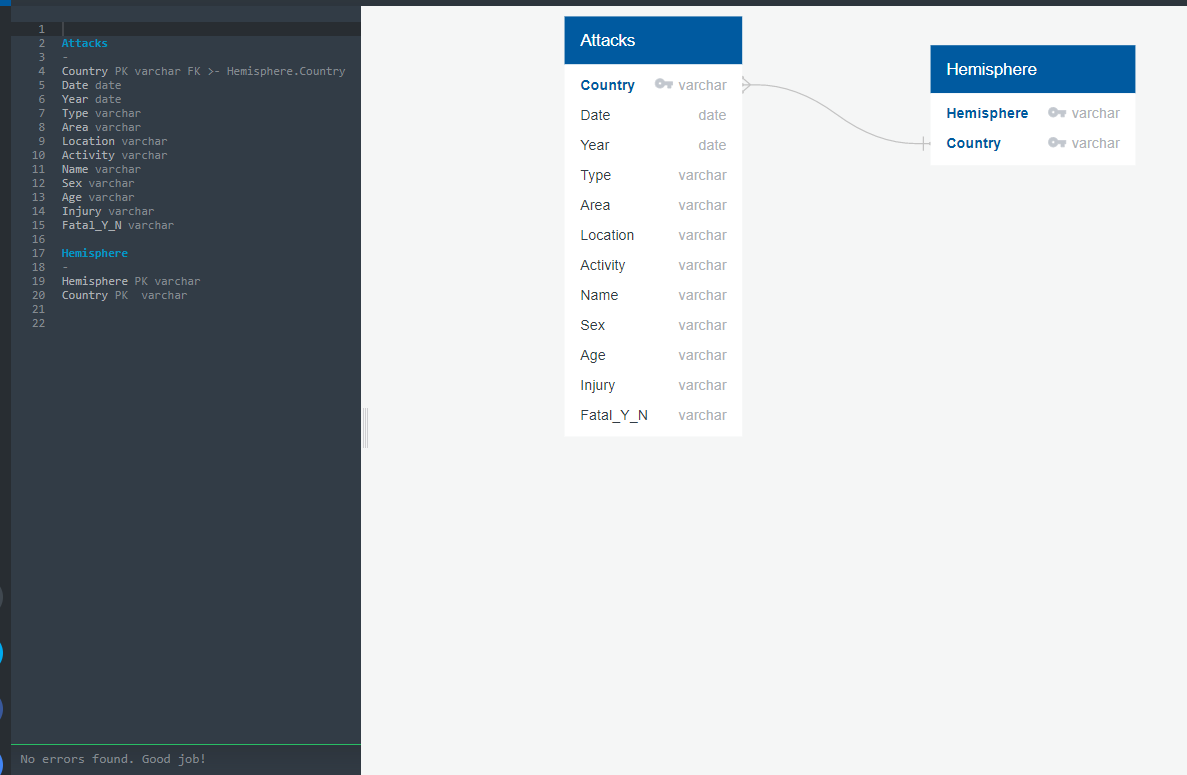 1
2 Attacks
3 -
4 Country PK varchar FK >- Hemisphere.Country
5 Date date
6 Year date
7 Type varchar
8 Area varchar
9 Location varchar
10 Activity varchar
11 Name varchar
12 Sex varchar
13 Age varchar
14 Injury varchar
15 Fatal_Y_N varchar
16
17 Hemisphere
18 -
19 Hemisphere PK varchar
20 Country PK  varchar
21
22
No errors found. Good job!
Attacks
Country varchar
Date date
Year date
Type varchar
Area varchar
Location varchar
Activity varchar
Name varchar
Sex varchar
Age varchar
Injury varchar
Fatal_Y_N varchar
Hemisphere
Hemisphere varchar
Country varchar